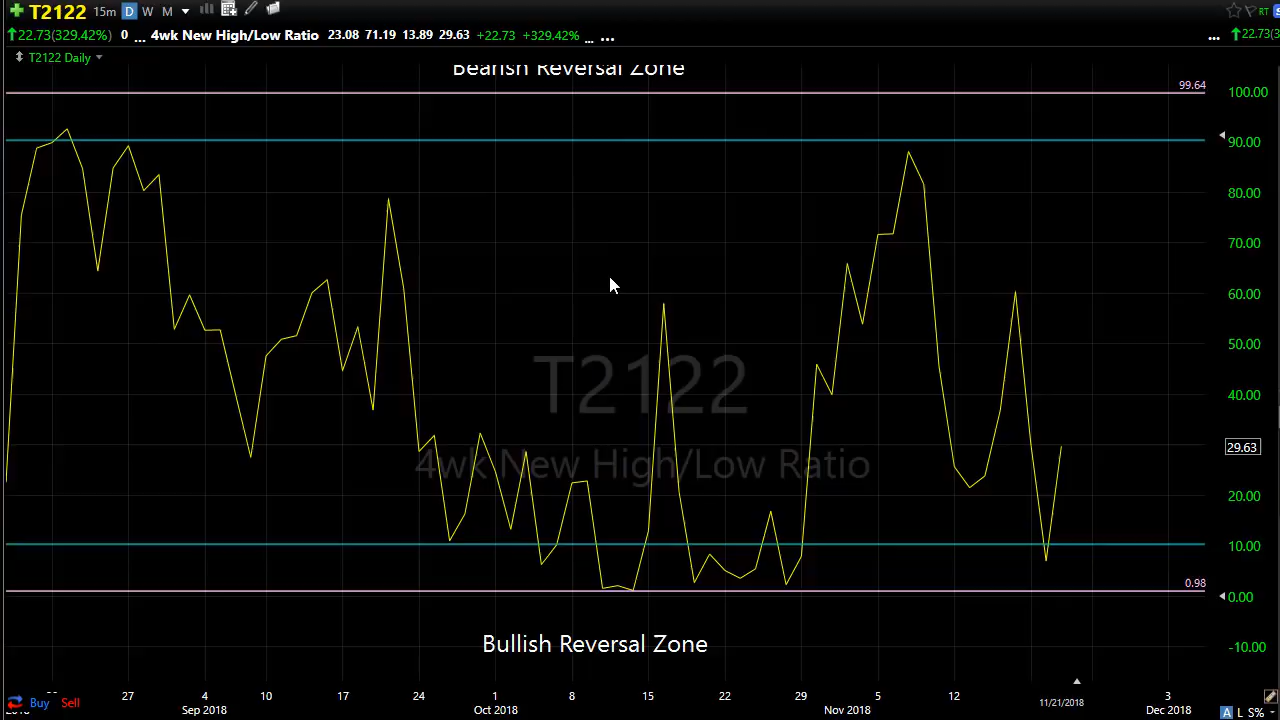 T2122 15m D W M RT
22.73(329.42%) 0 ... 4wk New High/Low Ratio 23.08 71.19 13.89 29.63 +22.73 +329.42% ... ... ... 22.73(3
T2122 Daily
Bearish Reversal Zone
99.64
100.00
90.00
80.00
70.00
60.00
50.00
T2122
40.00
4wk New High/Low Ratio
29.63
20.00
10.00
0.98
0.00
Bullish Reversal Zone
-10.00
27 4 10 17 24 1 8 15 22 29 5 12 3
Buy Sell
Sep 2018 Oct 2018 Nov 2018 11/21/2018 Dec 2018
A L S%